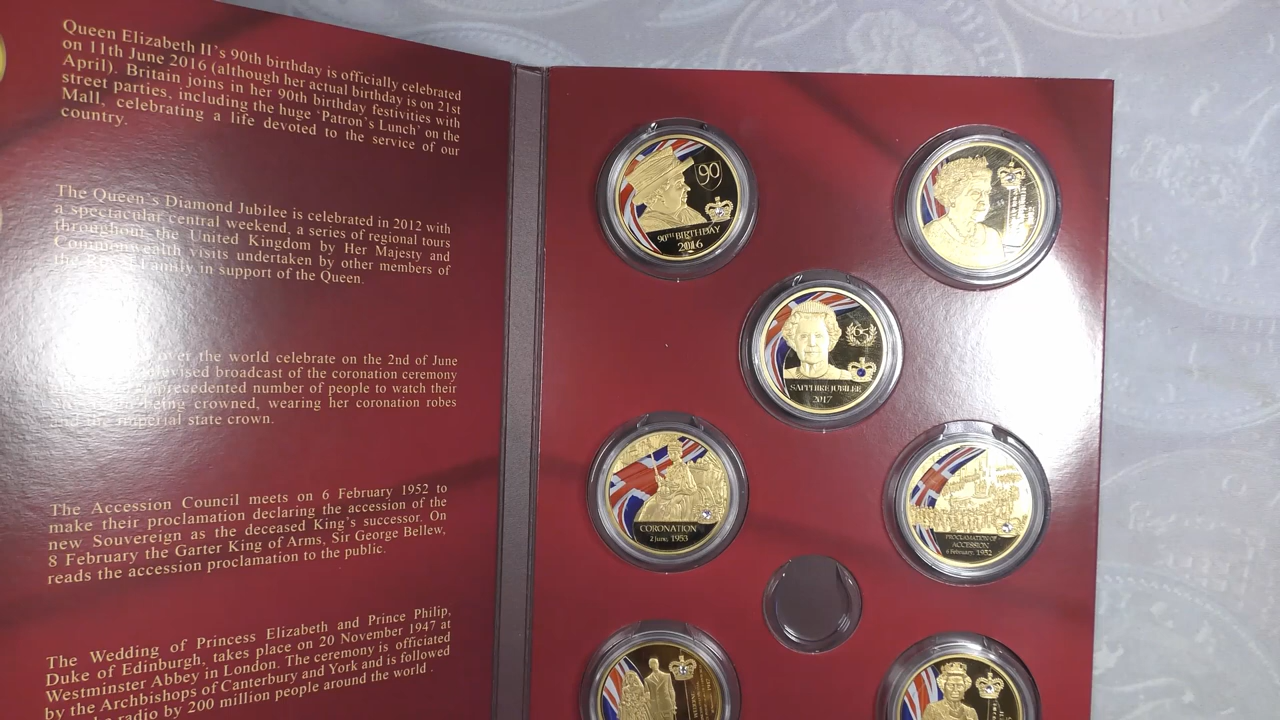 Queen Elizabeth II's 90th birthday is officially celebrated
on 11th June 2016 (although her actual birthday is on 21st
April). Britain joins in her 90th birthday festivities with
street parties, including the huge 'Patron's Lunch' on the
Mall, celebrating a life devoted to the service of our
country.
The Queen's Diamond Jubilee is celebrated in 2012 with
a spectacular central weekend, a series of regional tours
throughout the United Kingdom by Her Majesty and
Commonwealth visits undertaken by other members of
the Royal Family in support of the Queen.
over the world celebrate on the 2nd of June
broadcast of the coronation ceremony
number of people to watch their
being crowned, wearing her coronation robes
and the imperial state crown.
The Accession Council meets on 6 February 1952 to
make their proclamation declaring the accession of the
new Souvereign as the deceased King's successor. On
8 February the Garter King of Arms, Sir George Bellew,
reads the accession proclamation to the public.
The Wedding of Princess Elizabeth and Prince Philip,
Duke of Edinburgh, takes place on 20 November 1947 at
Westminster Abbey in London. The ceremony is officiated
by the Archbishops of Canterbury and York and is followed
radio by 200 million people around the world.
90
90TH BIRTHDAY
2016
65
SAPPHIRE JUBILEE
2017
CORONATION
2 June, 1953
PROCLAMATION OF
ACCESSION
6 February, 1952